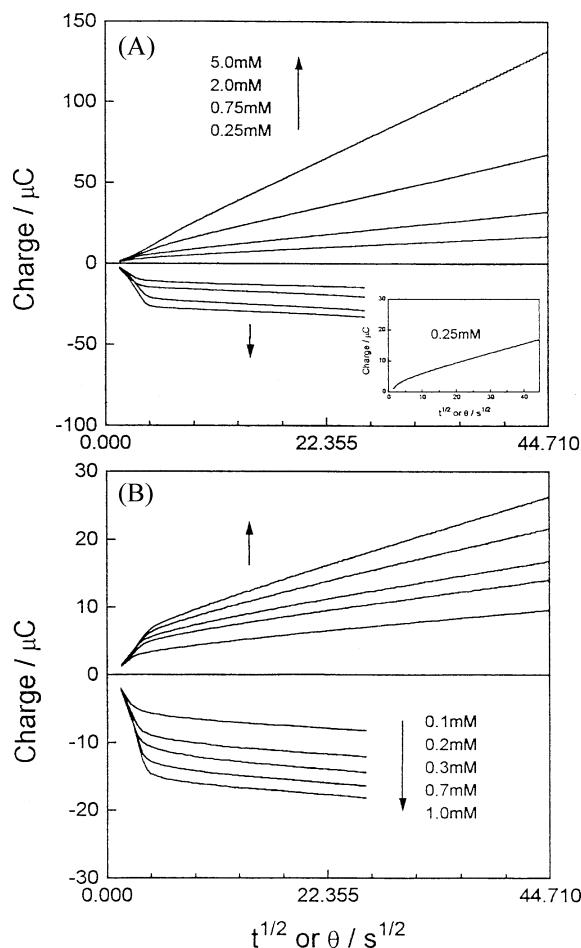 (A)
150
100
50
0
-50
-100
Charge / μC
5.0mM
2.0mM
0.75mM
0.25mM
30
20
10
0
Charge / μC
0.25mM
0 10 20 30 40
t1/2 or θ / s1/2
0.000 22.355 44.710
(B)
30
20
10
0
-10
-20
-30
Charge / μC
0.1mM
0.2mM
0.3mM
0.7mM
1.0mM
0.000 22.355 44.710
t1/2 or θ / s1/2